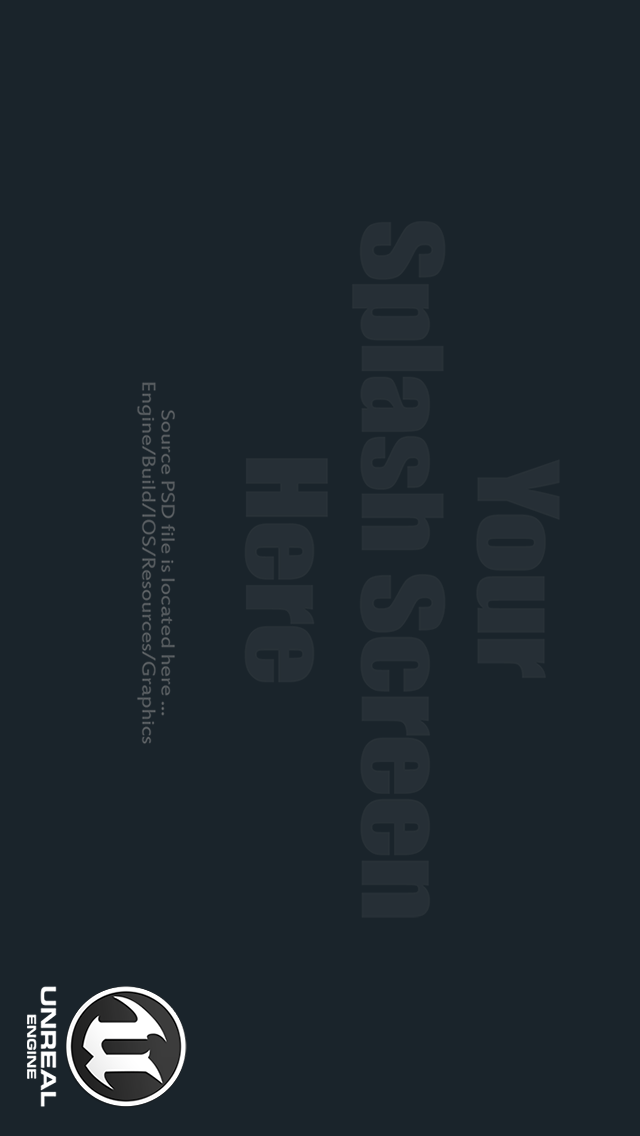 Your
Splash Screen
Here
Source PSD file is located here ...
Engine/Build/IOS/Resources/Graphics
UNREAL
ENGINE